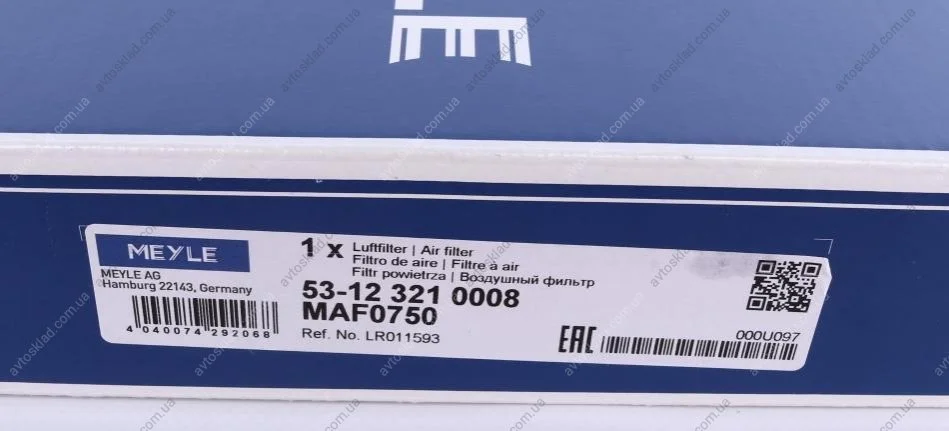 LE
MEYLE
MEYLE AG
Hamburg 22143, Germany
4 040074 292068
1 x
Luftfilter | Air filter
Filtro de aire | Filtre à air
Filtr powietrza | Воздушный фильтр
53-12 321 0008
MAF0750
Ref. No. LR011593
EAC
000U097
avtosklad.com.ua